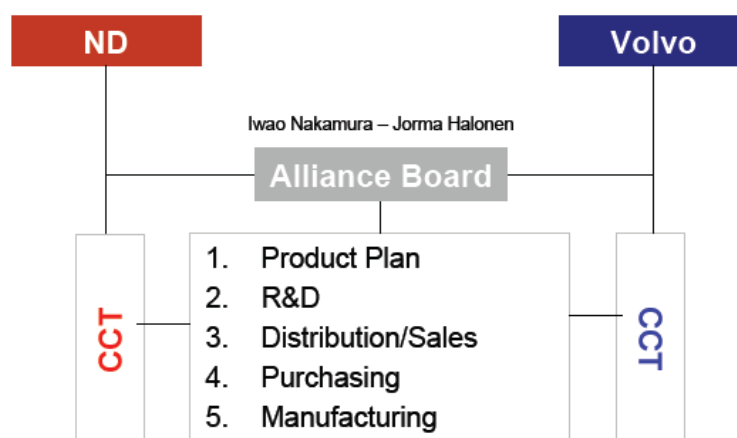 ND
Volvo
Iwao Nakamura – Jorma Halonen
Alliance Board
CCT
1. Product Plan
2. R&D
3. Distribution/Sales
4. Purchasing
5. Manufacturing
CCT